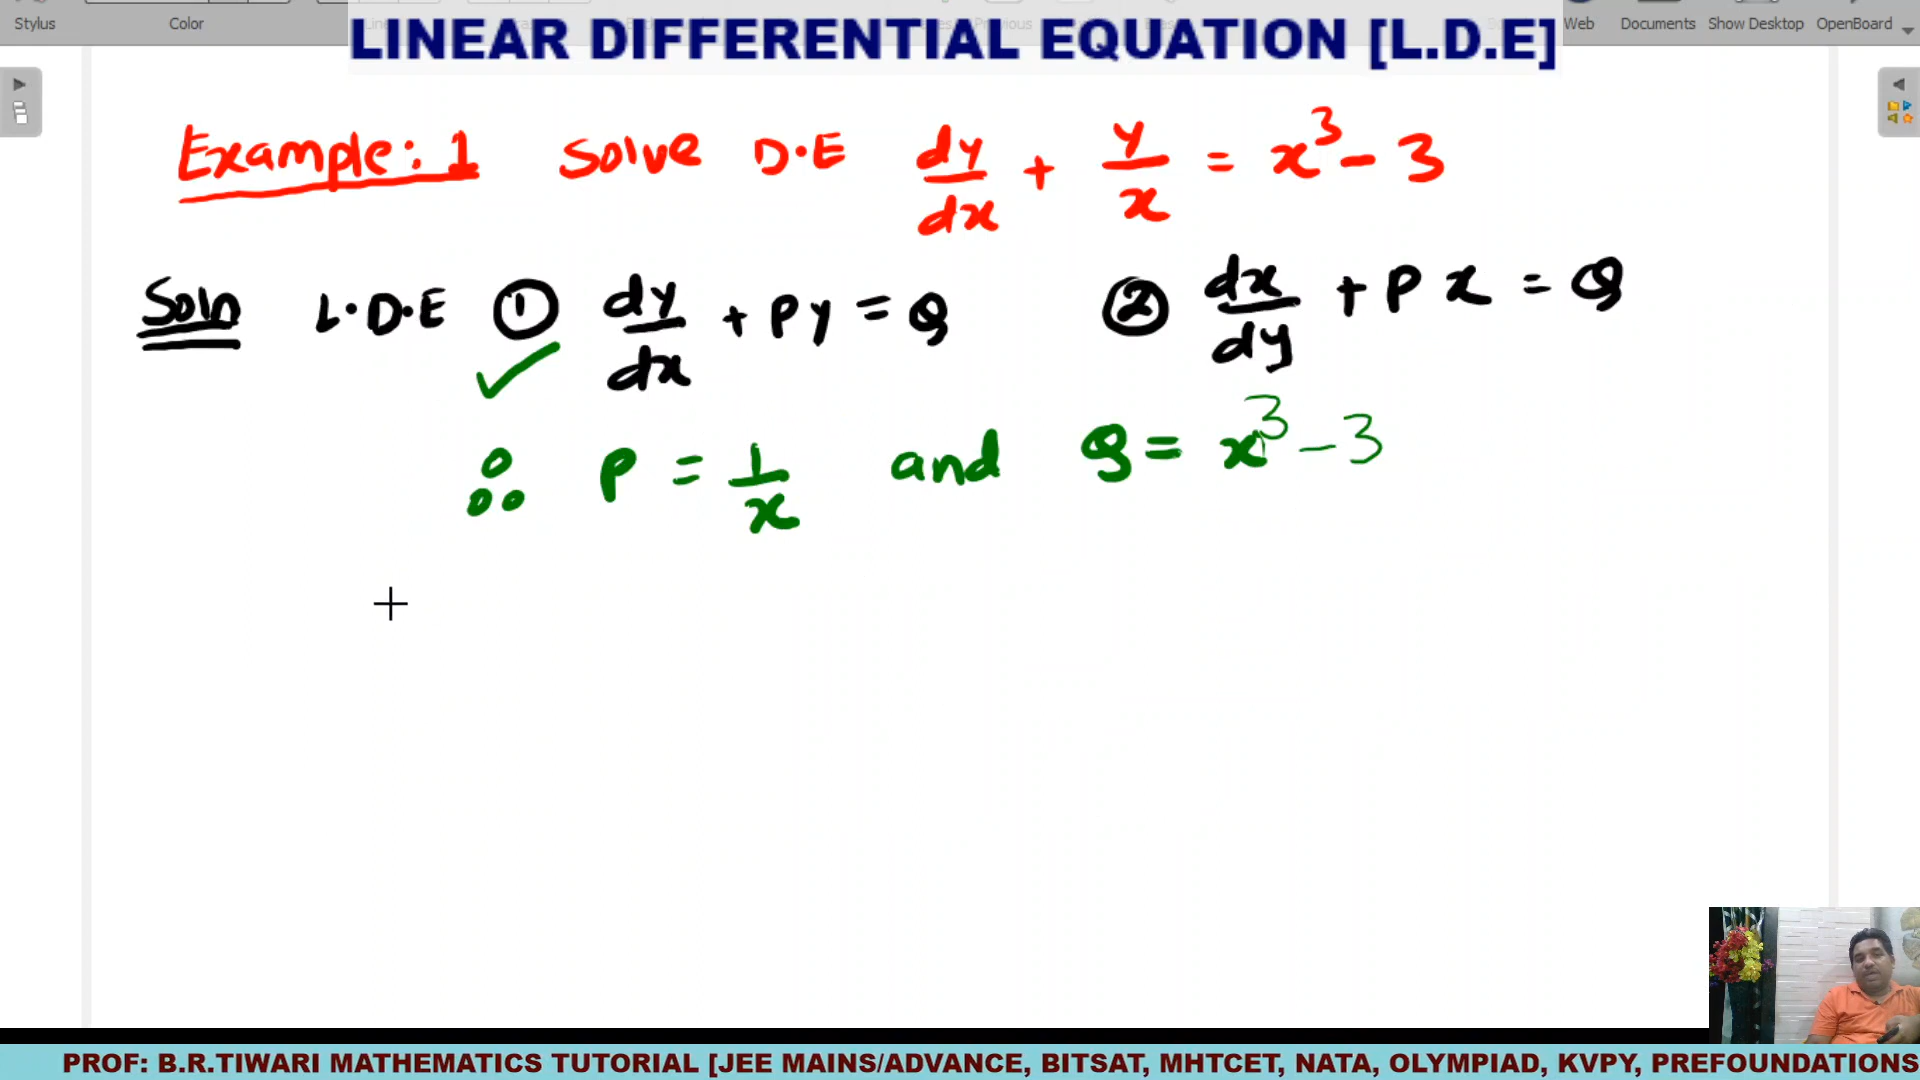 Stylus Color Web Documents Show Desktop OpenBoard
LINEAR DIFFERENTIAL EQUATION [L.D.E]
Example: 1 Solve D.E dy/dx + y/x = x³ - 3
Soln L.D.E ① dy/dx + Py = Q ② dx/dy + Px = Q
∴ P = 1/x and Q = x³ - 3
PROF: B.R.TIWARI MATHEMATICS TUTORIAL [JEE MAINS/ADVANCE, BITSAT, MHTCET, NATA, OLYMPIAD, KVPY, PREFOUNDATIONS